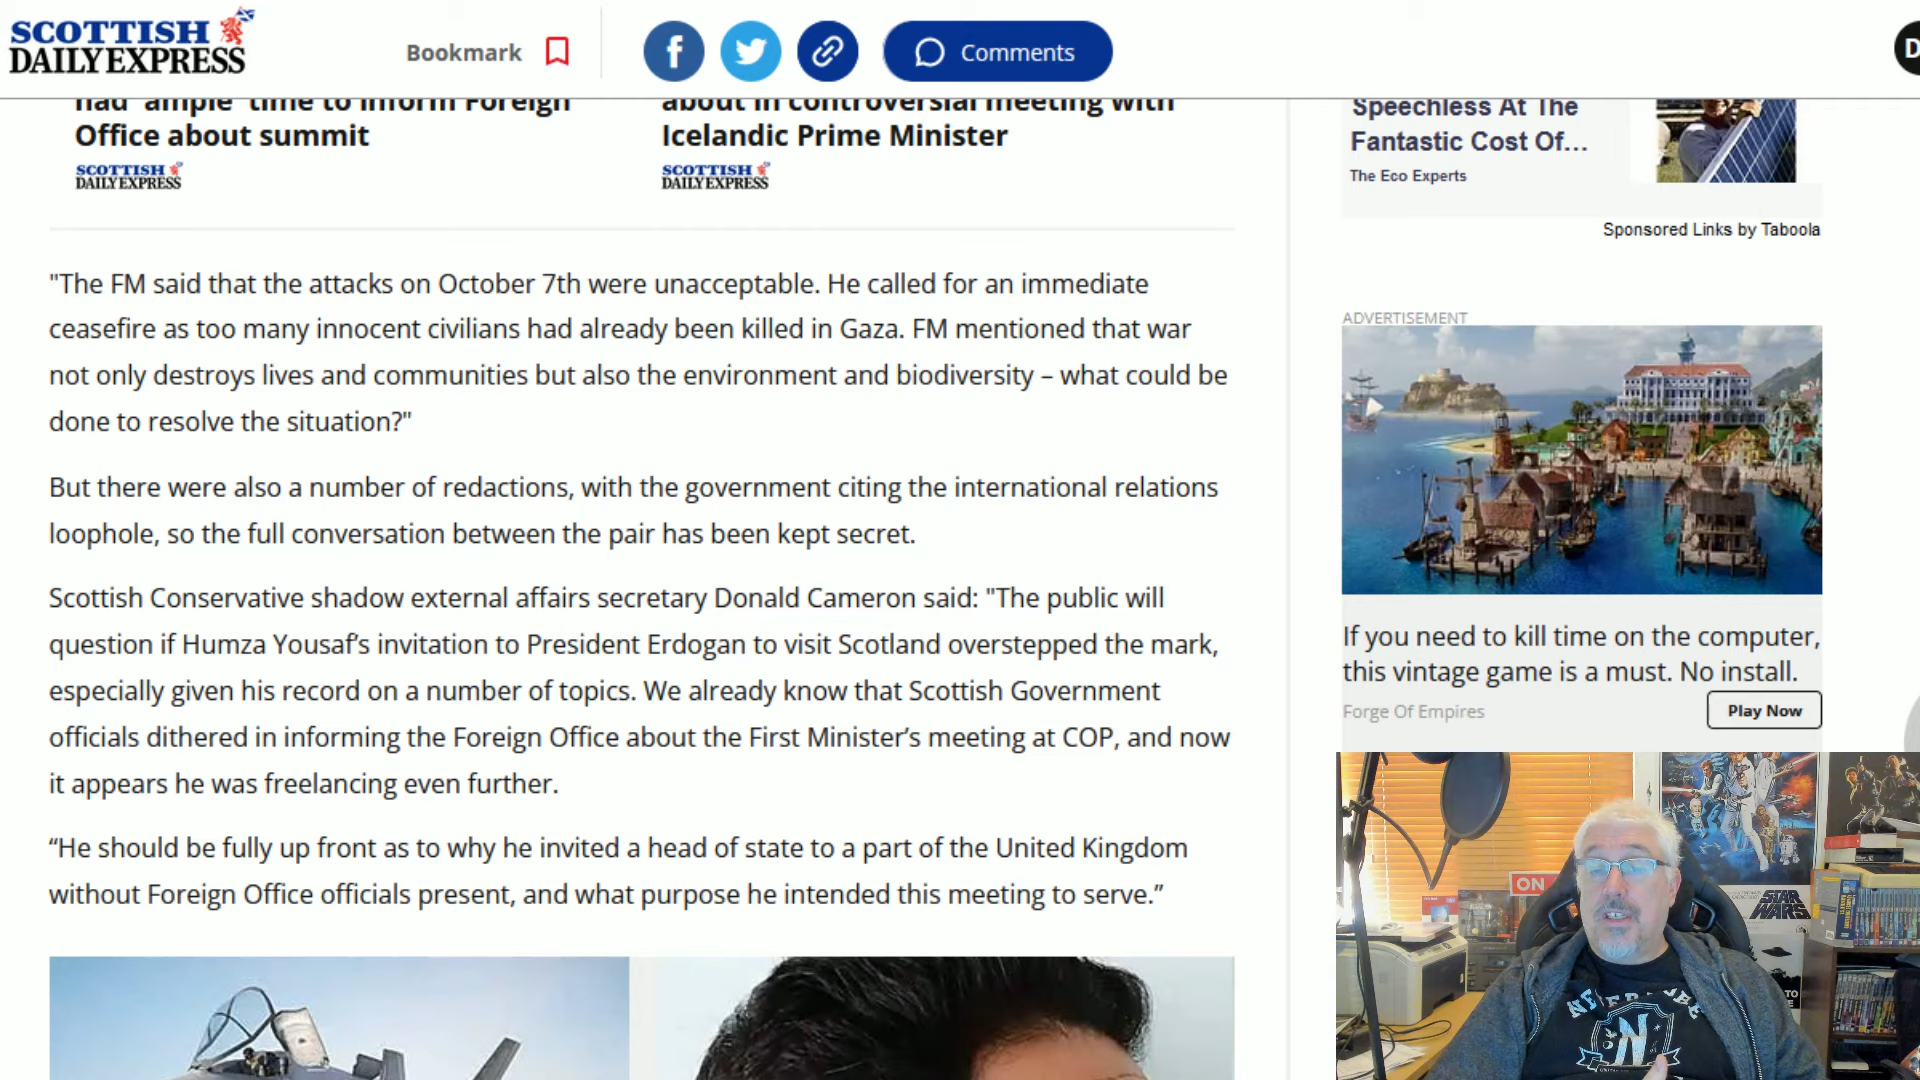 SCOTTISH
DAILY EXPRESS
Bookmark
Comments
D
had 'ample' time to inform Foreign
Office about summit
SCOTTISH
DAILY EXPRESS
about in controversial meeting with
Icelandic Prime Minister
SCOTTISH
DAILY EXPRESS
Speechless At The
Fantastic Cost Of...
The Eco Experts
Sponsored Links by Taboola
"The FM said that the attacks on October 7th were unacceptable. He called for an immediate
ceasefire as too many innocent civilians had already been killed in Gaza. FM mentioned that war
not only destroys lives and communities but also the environment and biodiversity – what could be
done to resolve the situation?"
But there were also a number of redactions, with the government citing the international relations
loophole, so the full conversation between the pair has been kept secret.
Scottish Conservative shadow external affairs secretary Donald Cameron said: "The public will
question if Humza Yousaf’s invitation to President Erdogan to visit Scotland overstepped the mark,
especially given his record on a number of topics. We already know that Scottish Government
officials dithered in informing the Foreign Office about the First Minister’s meeting at COP, and now
it appears he was freelancing even further.
“He should be fully up front as to why he invited a head of state to a part of the United Kingdom
without Foreign Office officials present, and what purpose he intended this meeting to serve.”
ADVERTISEMENT
If you need to kill time on the computer,
this vintage game is a must. No install.
Forge Of Empires
Play Now
ON
STAR
WARS
N